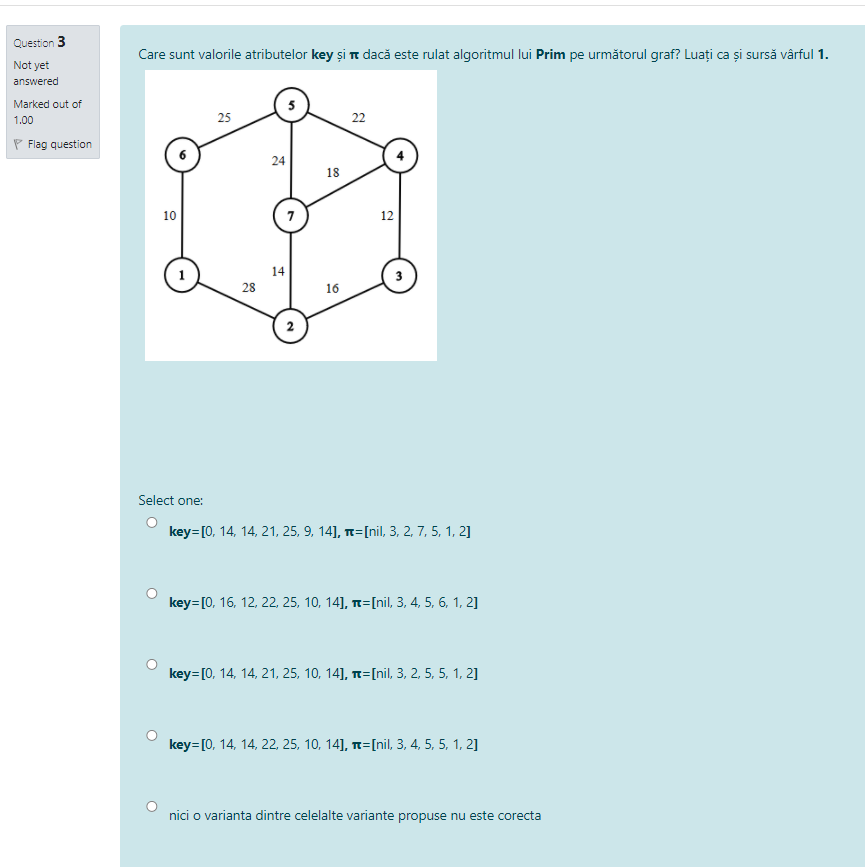 Question 3
Not yet
answered
Marked out of
1.00
Flag question
Care sunt valorile atributelor key și π dacă este rulat algoritmul lui Prim pe următorul graf? Luați ca și sursă vârful 1.
5
25
22
6
24
4
18
10
7
12
1
14
3
28
16
2
Select one:
key=[0, 14, 14, 21, 25, 9, 14], π=[nil, 3, 2, 7, 5, 1, 2]
key=[0, 16, 12, 22, 25, 10, 14], π=[nil, 3, 4, 5, 6, 1, 2]
key=[0, 14, 14, 21, 25, 10, 14], π=[nil, 3, 2, 5, 5, 1, 2]
key=[0, 14, 14, 22, 25, 10, 14], π=[nil, 3, 4, 5, 5, 1, 2]
nici o varianta dintre celelalte variante propuse nu este corecta